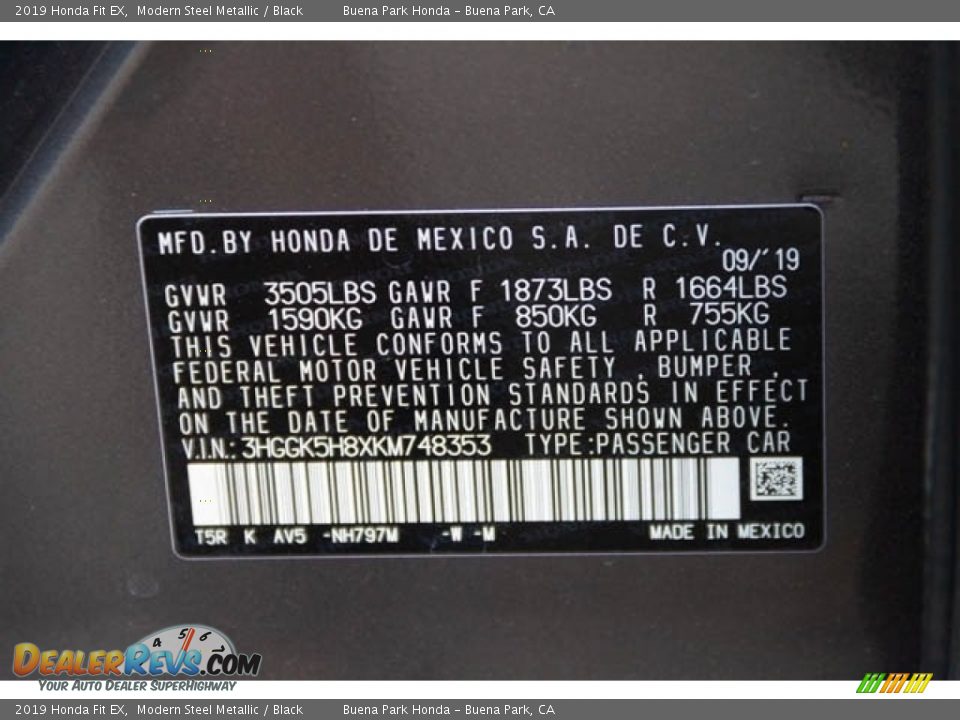 2019 Honda Fit EX, Modern Steel Metallic / Black Buena Park Honda - Buena Park, CA
MFD.BY HONDA DE MEXICO S.A. DE C.V.
09/'19
GVWR 3505LBS GAWR F 1873LBS R 1664LBS
GVWR 1590KG GAWR F 850KG R 755KG
THIS VEHICLE CONFORMS TO ALL APPLICABLE
FEDERAL MOTOR VEHICLE SAFETY , BUMPER ,
AND THEFT PREVENTION STANDARDS IN EFFECT
ON THE DATE OF MANUFACTURE SHOWN ABOVE.
V.I.N.: 3HGGK5H8XKM748353 TYPE:PASSENGER CAR
T5R K AV5 -NH797M -W -M MADE IN MEXICO
4 5 6
DEALERREVS.COM
YOUR AUTO DEALER SUPERHIGHWAY
2019 Honda Fit EX, Modern Steel Metallic / Black Buena Park Honda - Buena Park, CA